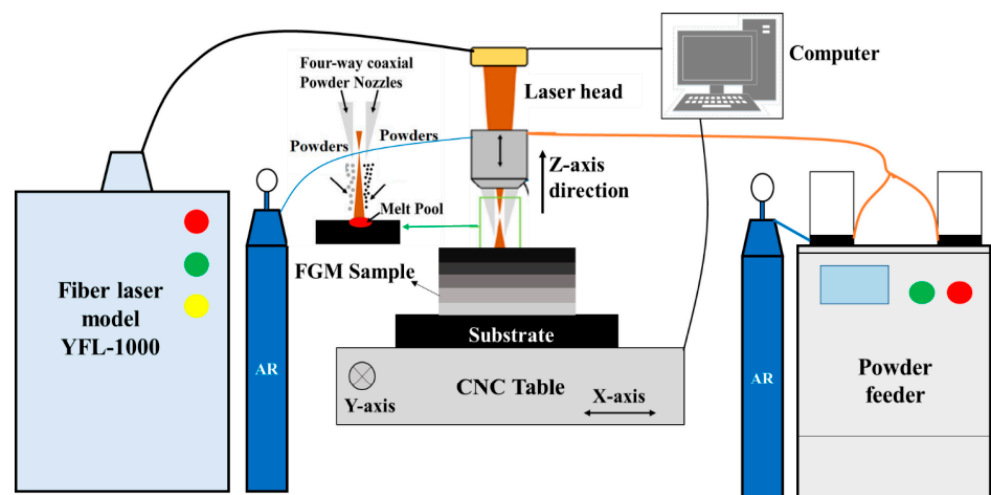 Four-way coaxial
Powder Nozzles
Powders
Powders
Melt Pool
Laser head
Computer
Z-axis
direction
FGM Sample
Substrate
CNC Table
Y-axis
X-axis
Fiber laser
model
YFL-1000
AR
AR
Powder
feeder